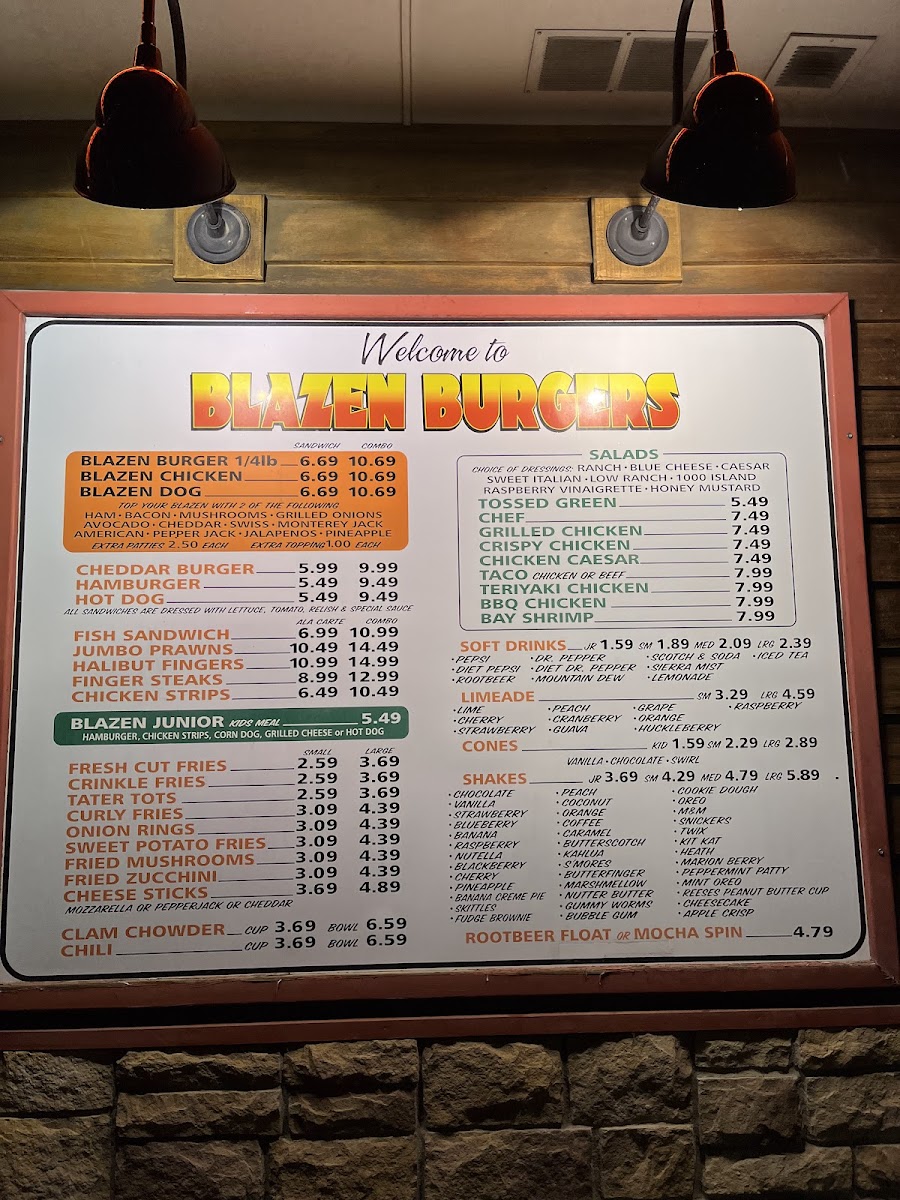 Welcome to
BLAZEN BURGERS
SANDWICH COMBO
BLAZEN BURGER 1/4lb 6.69 10.69
BLAZEN CHICKEN 6.69 10.69
BLAZEN DOG 6.69 10.69
TOP YOUR BLAZEN WITH 2 OF THE FOLLOWING
HAM · BACON · MUSHROOMS · GRILLED ONIONS
AVOCADO · CHEDDAR · SWISS · MONTEREY JACK
AMERICAN · PEPPER JACK · JALAPENOS · PINEAPPLE
EXTRA PATTIES 2.50 EACH EXTRA TOPPING 1.00 EACH
CHEDDAR BURGER 5.99 9.99
HAMBURGER 5.49 9.49
HOT DOG 5.49 9.49
ALL SANDWICHES ARE DRESSED WITH LETTUCE, TOMATO, RELISH & SPECIAL SAUCE
ALA CARTE COMBO
FISH SANDWICH 6.99 10.99
JUMBO PRAWNS 10.49 14.49
HALIBUT FINGERS 10.99 14.99
FINGER STEAKS 8.99 12.99
CHICKEN STRIPS 6.49 10.49
BLAZEN JUNIOR KIDS MEAL 5.49
HAMBURGER, CHICKEN STRIPS, CORN DOG, GRILLED CHEESE or HOT DOG
SMALL LARGE
FRESH CUT FRIES 2.59 3.69
CRINKLE FRIES 2.59 3.69
TATER TOTS 2.59 3.69
CURLY FRIES 3.09 4.39
ONION RINGS 3.09 4.39
SWEET POTATO FRIES 3.09 4.39
FRIED MUSHROOMS 3.09 4.39
FRIED ZUCCHINI 3.09 4.39
CHEESE STICKS 3.69 4.89
MOZZARELLA OR PEPPERJACK OR CHEDDAR
CLAM CHOWDER CUP 3.69 BOWL 6.59
CHILI CUP 3.69 BOWL 6.59
SALADS
CHOICE OF DRESSINGS: RANCH · BLUE CHEESE · CAESAR
SWEET ITALIAN · LOW RANCH · 1000 ISLAND
RASPBERRY VINAIGRETTE · HONEY MUSTARD
TOSSED GREEN 5.49
CHEF 7.49
GRILLED CHICKEN 7.49
CRISPY CHICKEN 7.49
CHICKEN CAESAR 7.49
TACO CHICKEN OR BEEF 7.99
TERIYAKI CHICKEN 7.99
BBQ CHICKEN 7.99
BAY SHRIMP 7.99
SOFT DRINKS JR 1.59 SM 1.89 MED 2.09 LRG 2.39
· PEPSI · DR. PEPPER · SCOTCH & SODA · ICED TEA
· DIET PEPSI · DIET DR. PEPPER · SIERRA MIST
· ROOTBEER · MOUNTAIN DEW · LEMONADE
LIMEADE SM 3.29 LRG 4.59
· LIME · PEACH · GRAPE · RASPBERRY
· CHERRY · CRANBERRY · ORANGE
· STRAWBERRY · GUAVA · HUCKLEBERRY
CONES KID 1.59 SM 2.29 LRG 2.89
VANILLA · CHOCOLATE · SWIRL
SHAKES JR 3.69 SM 4.29 MED 4.79 LRG 5.89
· CHOCOLATE · PEACH · COOKIE DOUGH
· VANILLA · COCONUT · OREO
· STRAWBERRY · ORANGE · M&M
· BLUEBERRY · COFFEE · SNICKERS
· BANANA · CARAMEL · TWIX
· RASPBERRY · BUTTERSCOTCH · KIT KAT
· NUTELLA · KAHLUA · HEATH
· BLACKBERRY · S'MORES · MARION BERRY
· CHERRY · BUTTERFINGER · PEPPERMINT PATTY
· PINEAPPLE · MARSHMELLOW · MINT OREO
· BANANA CREME PIE · NUTTER BUTTER · REESES PEANUT BUTTER CUP
· SKITTLES · GUMMY WORMS · CHEESECAKE
· FUDGE BROWNIE · BUBBLE GUM · APPLE CRISP
ROOTBEER FLOAT OR MOCHA SPIN 4.79